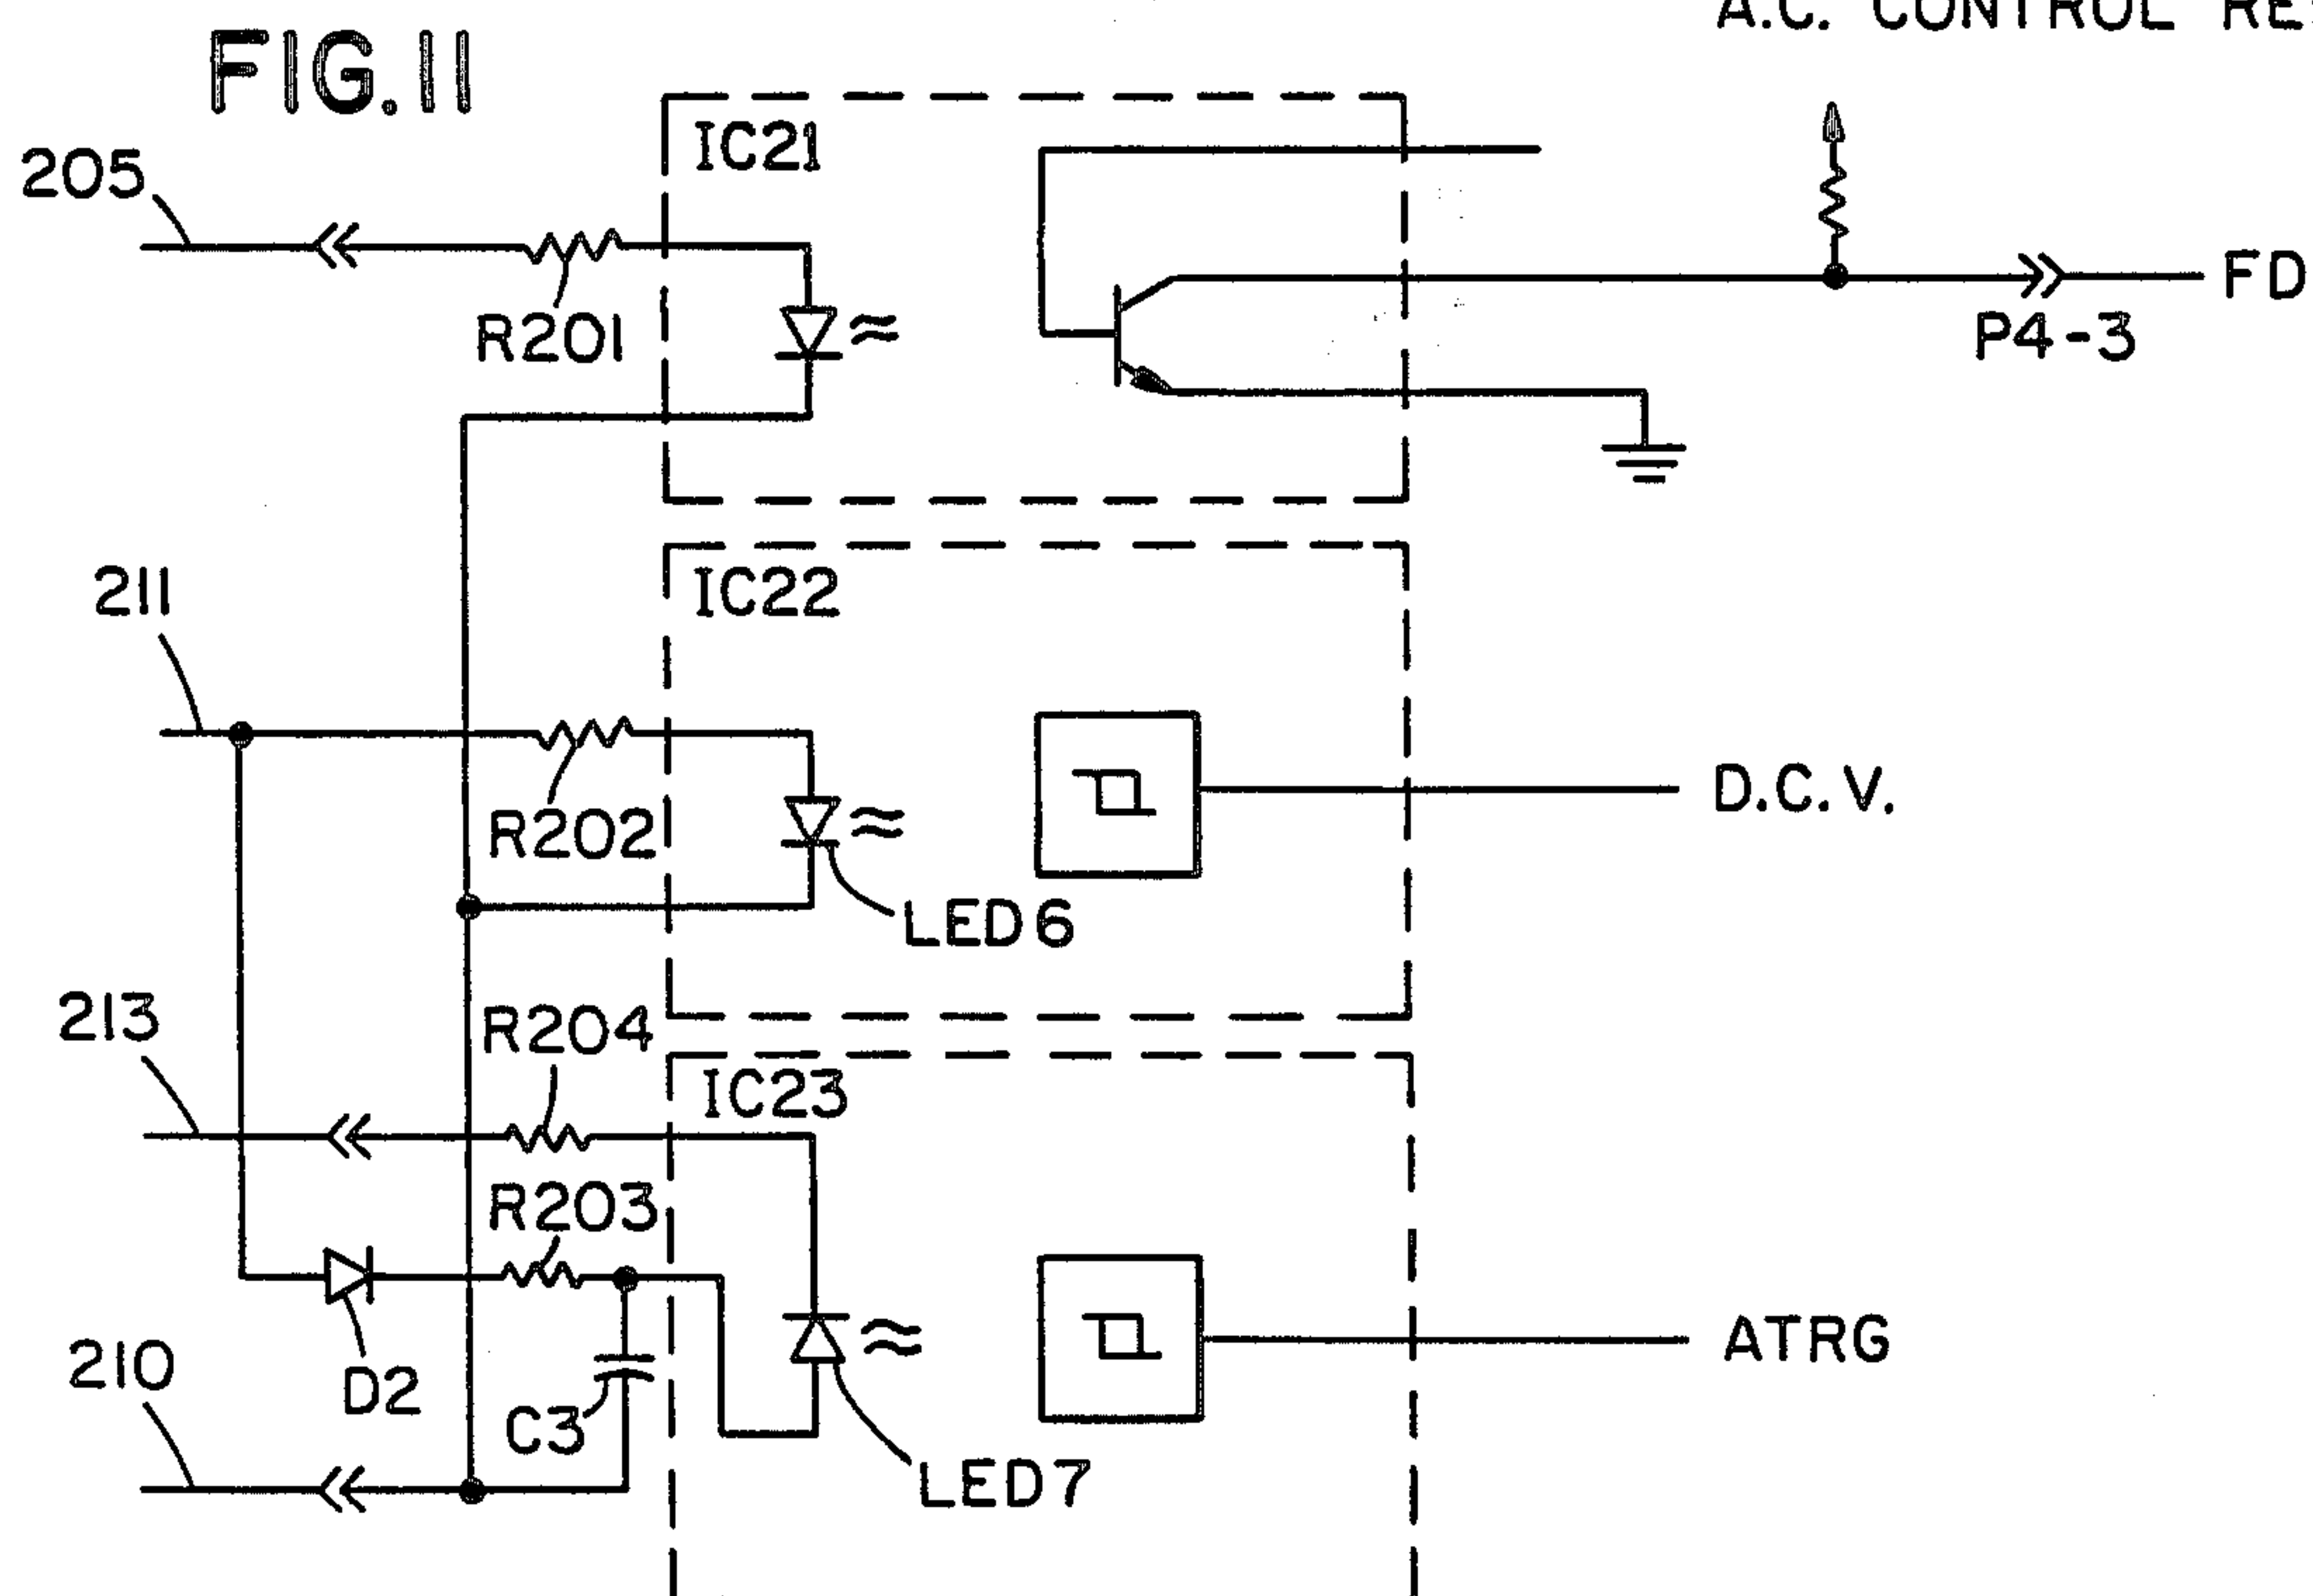 A.C. CONTROL
FIG.11
IC21
205
R201
FD
P4-3
IC22
211
R202
D.C.V.
LED6
213
R204
IC23
R203
210
D2
C3
ATRG
LED7